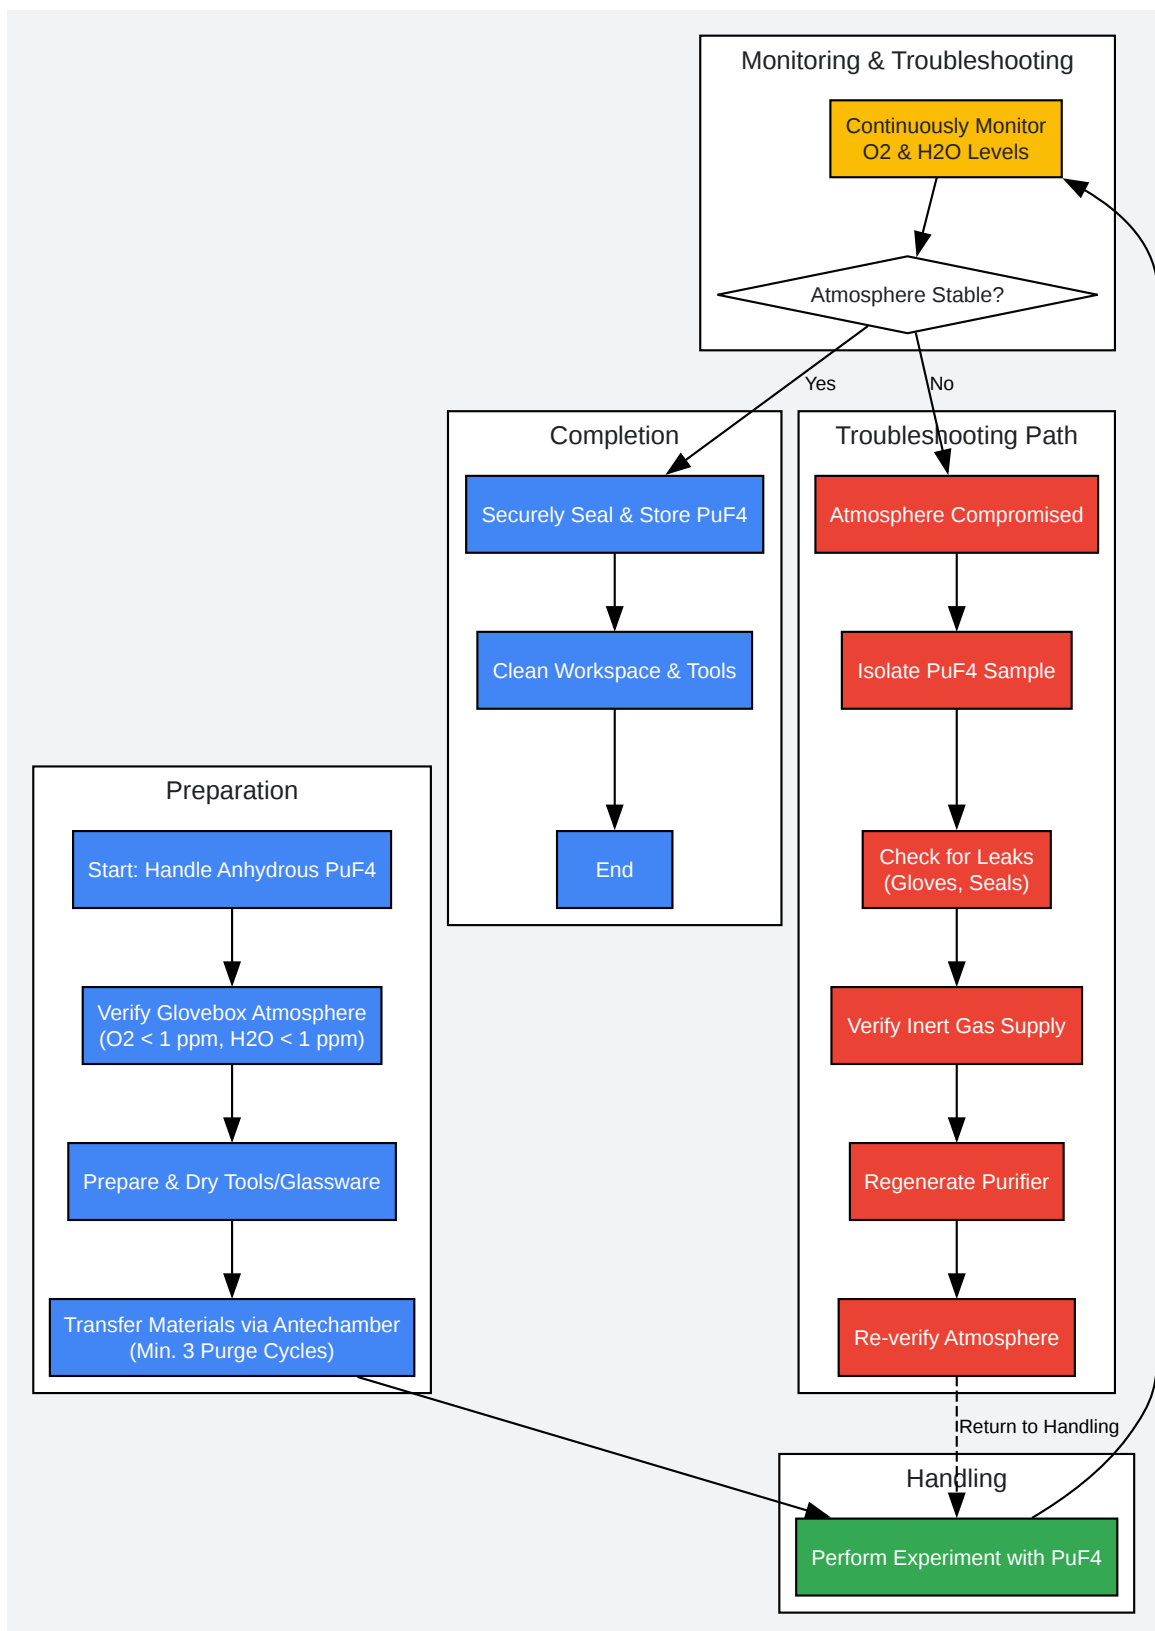 Monitoring & Troubleshooting
Continuously Monitor
O2 & H2O Levels
Atmosphere Stable?
Yes
No
Completion
Securely Seal & Store PuF4
Clean Workspace & Tools
End
Troubleshooting Path
Atmosphere Compromised
Isolate PuF4 Sample
Check for Leaks
(Gloves, Seals)
Verify Inert Gas Supply
Regenerate Purifier
Re-verify Atmosphere
Preparation
Start: Handle Anhydrous PuF4
Verify Glovebox Atmosphere
(O2 < 1 ppm, H2O < 1 ppm)
Prepare & Dry Tools/Glassware
Transfer Materials via Antechamber
(Min. 3 Purge Cycles)
Return to Handling
Handling
Perform Experiment with PuF4